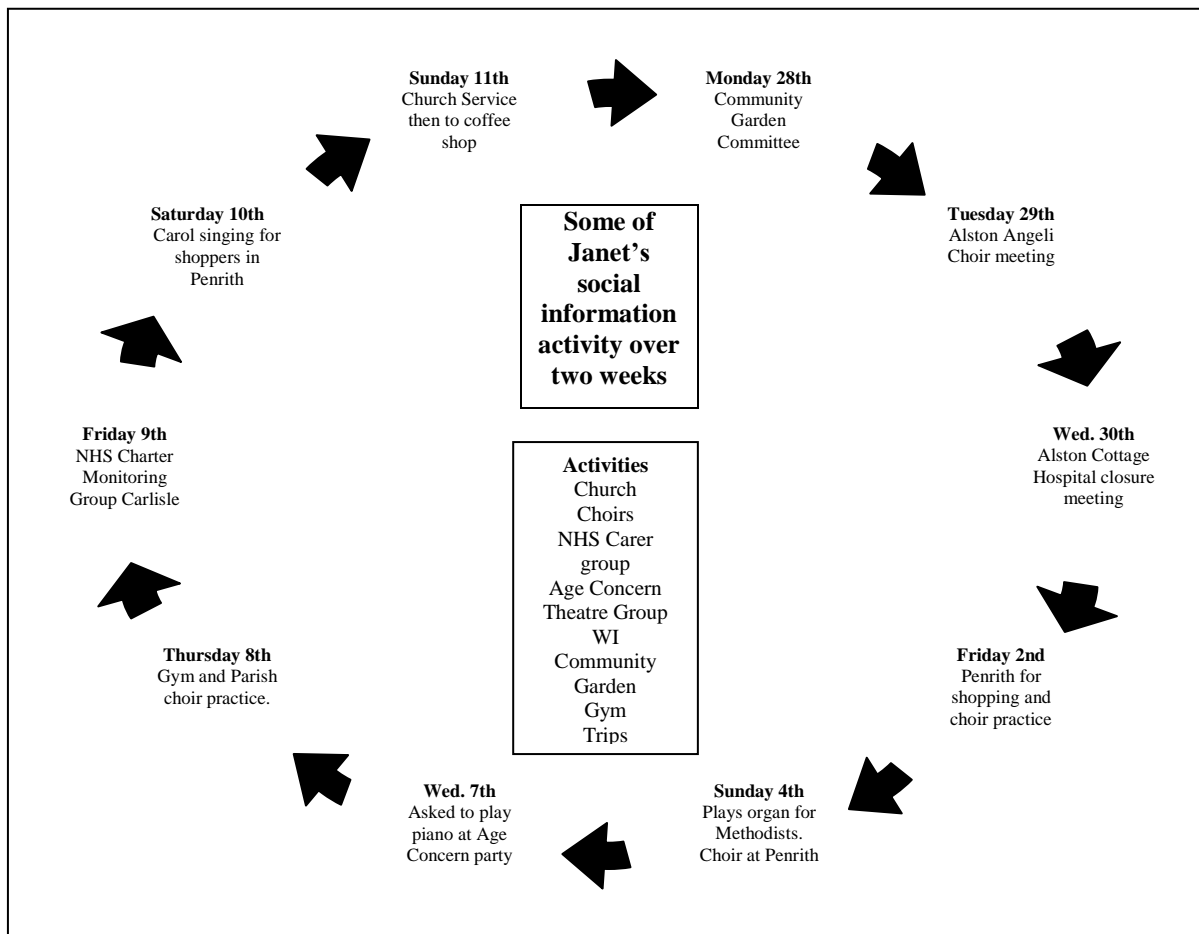 Sunday 11th
Church Service
then to coffee
shop
Monday 28th
Community
Garden
Committee
Saturday 10th
Carol singing for
shoppers in
Penrith
Some of
Janet’s
social
information
activity over
two weeks
Tuesday 29th
Alston Angeli
Choir meeting
Friday 9th
NHS Charter
Monitoring
Group Carlisle
Activities
Church
Choirs
NHS Carer
group
Age Concern
Theatre Group
WI
Community
Garden
Gym
Trips
Wed. 30th
Alston Cottage
Hospital closure
meeting
Thursday 8th
Gym and Parish
choir practice.
Friday 2nd
Penrith for
shopping and
choir practice
Wed. 7th
Asked to play
piano at Age
Concern party
Sunday 4th
Plays organ for
Methodists.
Choir at Penrith